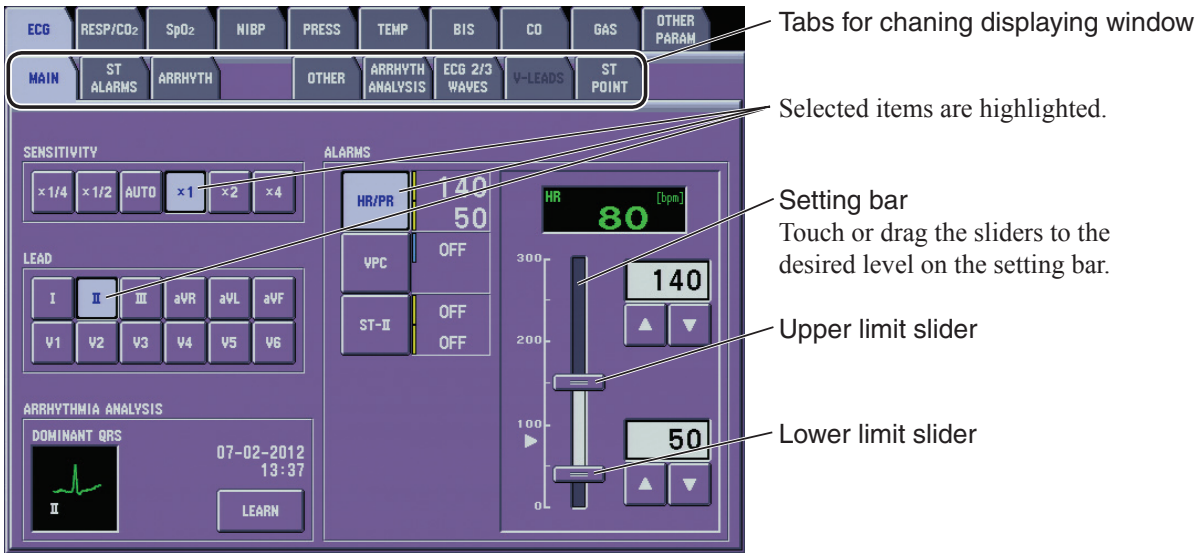 ECG RESP/CO2 SpO2 NIBP PRESS TEMP BIS CO GAS OTHER PARAM
Tabs for chaning displaying window
MAIN ST ALARMS ARRHYTH OTHER ARRHYTH ANALYSIS ECG 2/3 WAVES V-LEADS ST POINT
Selected items are highlighted.
SENSITIVITY
×1/4 ×1/2 AUTO ×1 ×2 ×4
LEAD
I II III aVR aVL aVF
V1 V2 V3 V4 V5 V6
ARRHYTHMIA ANALYSIS
DOMINANT QRS
II
07-02-2012
13:37
LEARN
ALARMS
HR/PR 140
50
VPC OFF
ST-II OFF
OFF
HR [bpm]
80
300
200
100
0
140
▲ ▼
50
▲ ▼
Setting bar
Touch or drag the sliders to the
desired level on the setting bar.
Upper limit slider
Lower limit slider